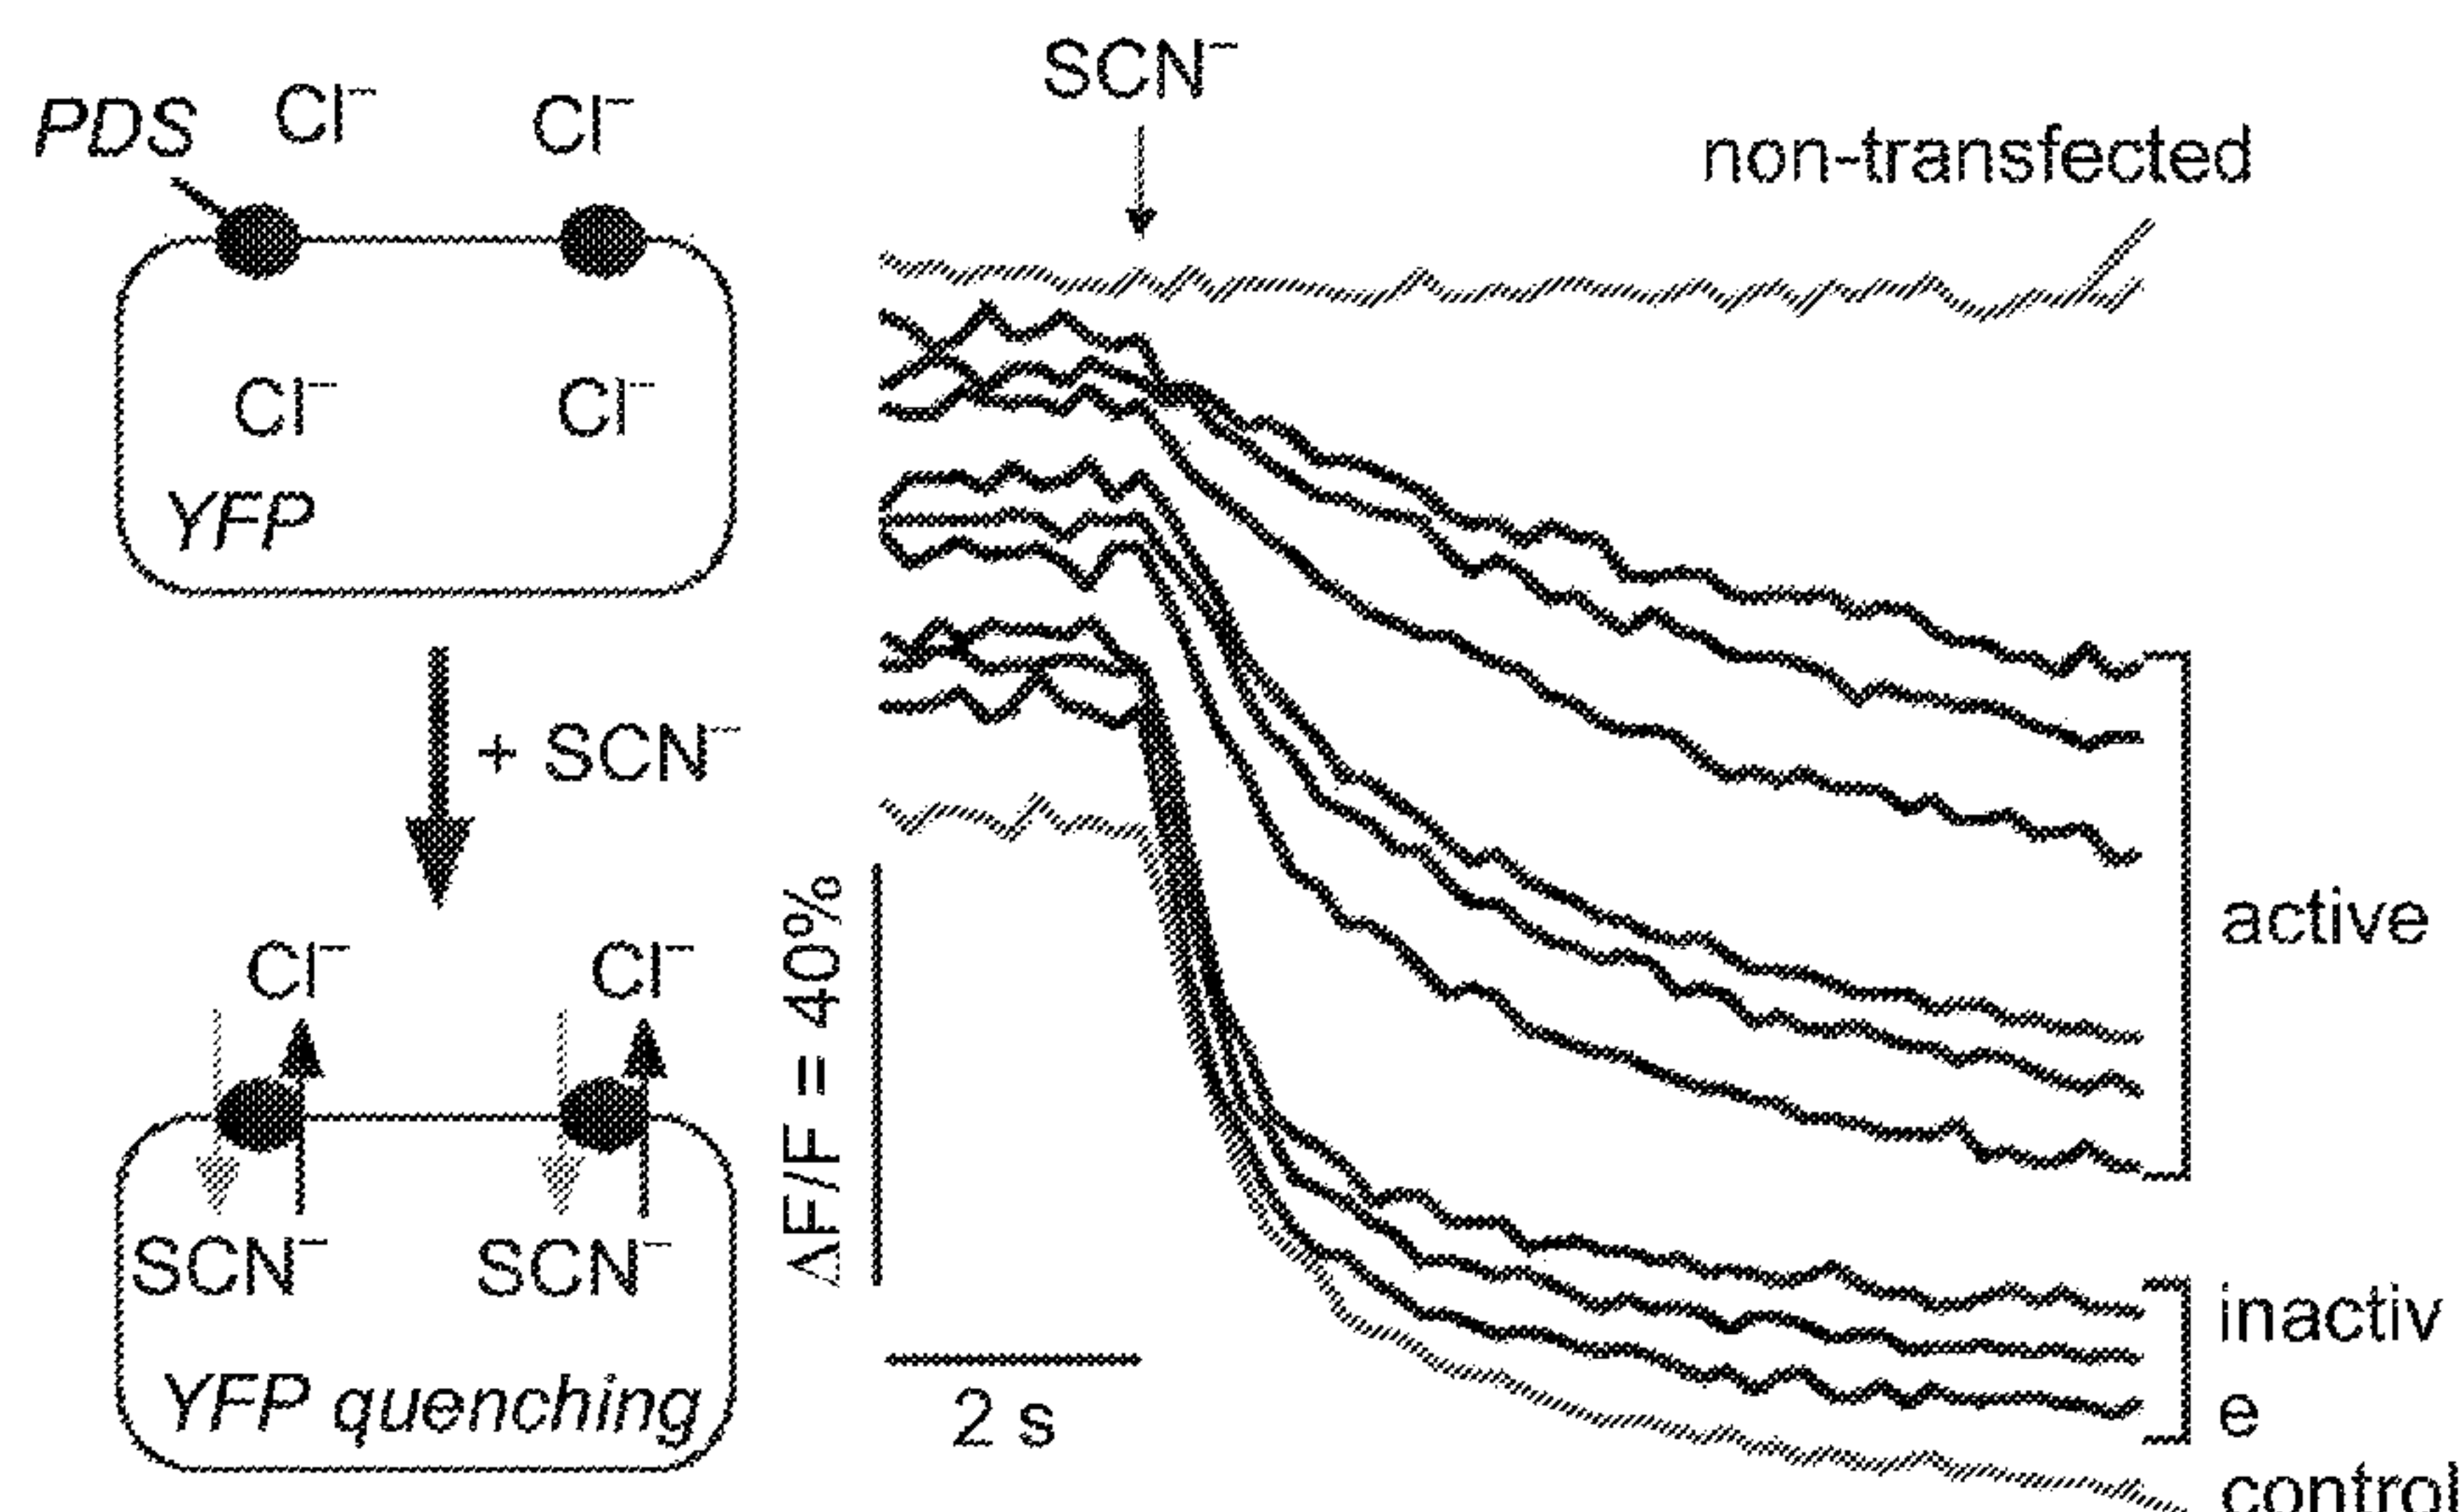 PDS Cl⁻ Cl⁻
Cl⁻ Cl⁻
YFP
+ SCN⁻
Cl⁻ Cl⁻
SCN⁻ SCN⁻
YFP quenching
SCN⁻
non-transfected
ΔF/F = 40%
2 s
active
inactiv
e
control